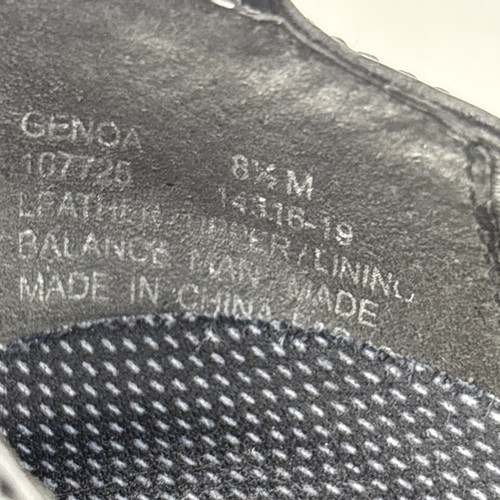 GENOA
107725 8½ M
14316-19
LEATHER UPPER/LINING
BALANCE MAN MADE
MADE IN CHINA